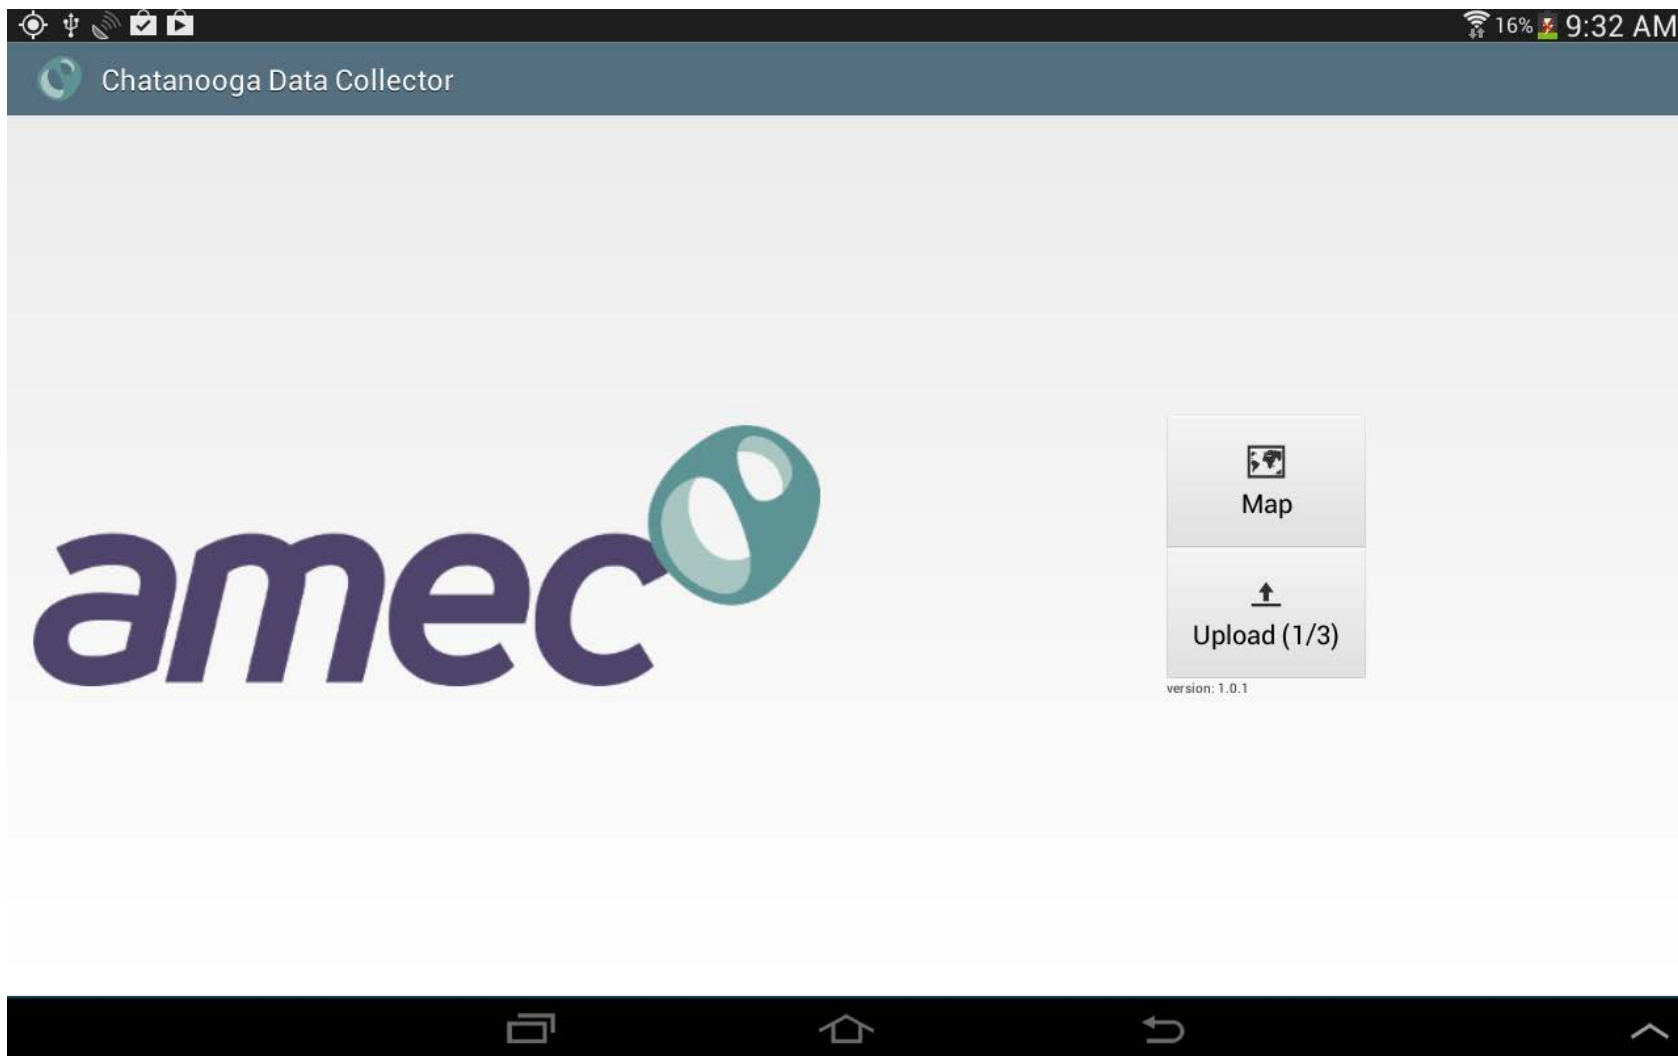 16% 9:32 AM
Chatanooga Data Collector
amec
Map
Upload (1/3)
version: 1.0.1